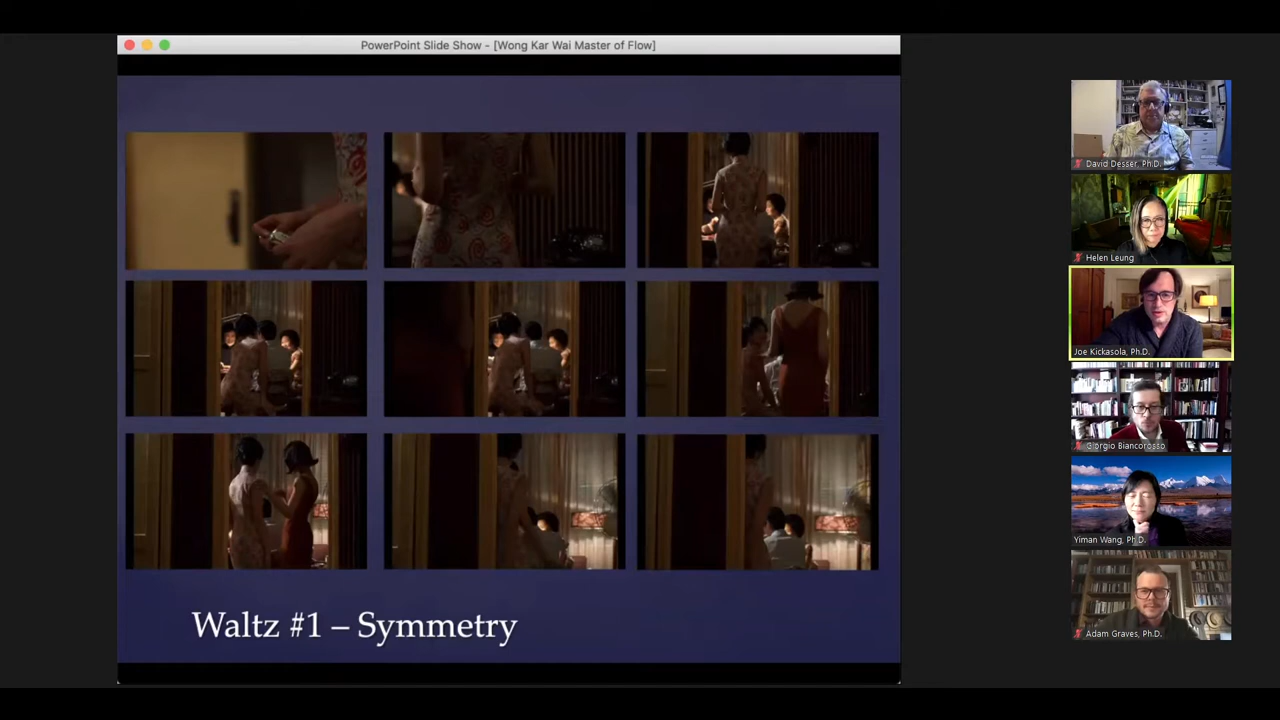 PowerPoint Slide Show - [Wong Kar Wai Master of Flow]
Waltz #1 – Symmetry
David Desser, Ph.D.
Helen Leung
Joe Kickasola, Ph.D.
Giorgio Biancorosso
Yiman Wang, Ph.D.
Adam Graves, Ph.D.